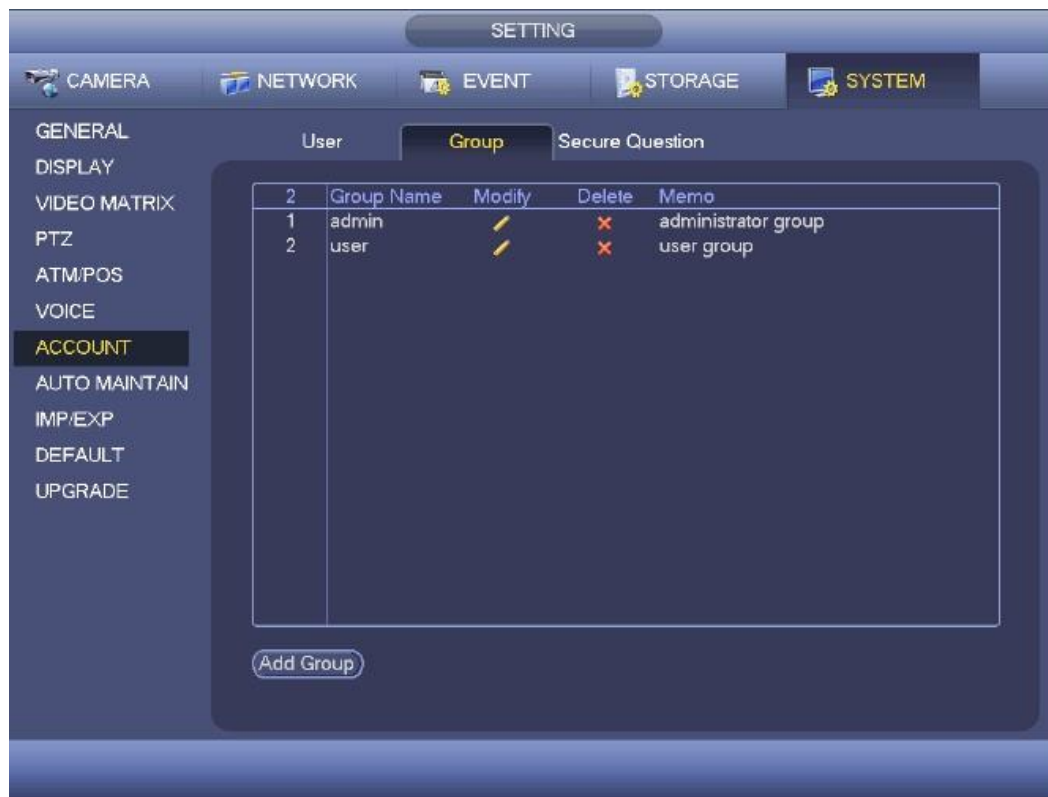 SETTING
CAMERA NETWORK EVENT STORAGE SYSTEM
GENERAL
DISPLAY
VIDEO MATRIX
PTZ
ATM/POS
VOICE
ACCOUNT
AUTO MAINTAIN
IMP/EXP
DEFAULT
UPGRADE
User Group Secure Question
2 Group Name Modify Delete Memo
1 admin administrator group
2 user user group
Add Group